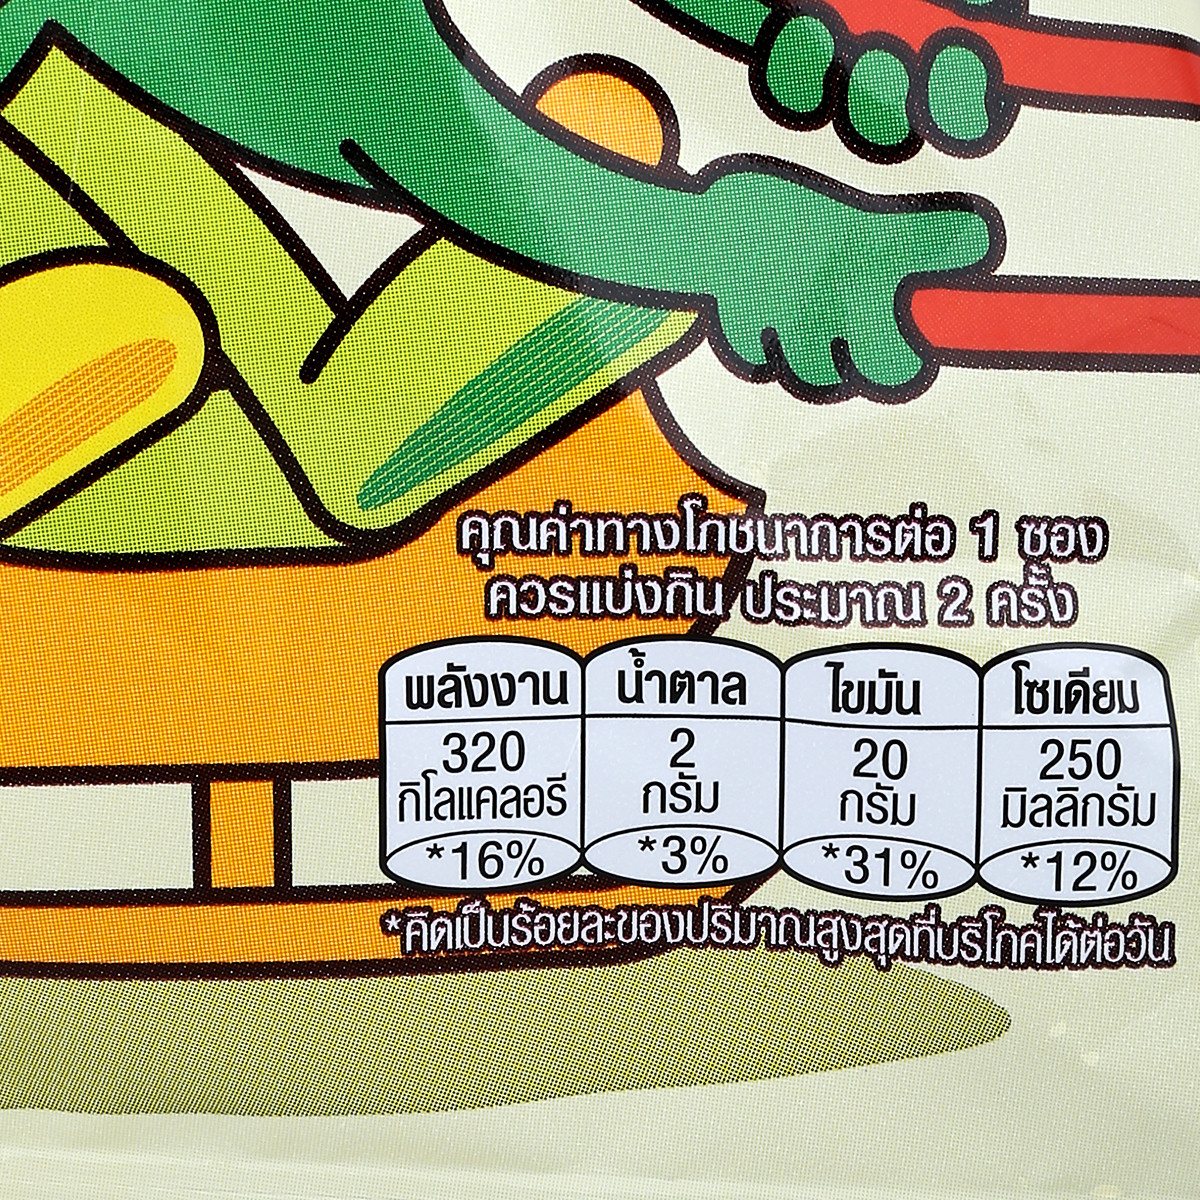 คุณค่าทางโภชนาการต่อ 1 ซอง
ควรแบ่งกิน ประมาณ 2 ครั้ง
พลังงาน น้ำตาล ไขมัน โซเดียม
320 2 20 250
กิโลแคลอรี กรัม กรัม มิลลิกรัม
*16% *3% *31% *12%
*คิดเป็นร้อยละของปริมาณสูงสุดที่บริโภคได้ต่อวัน